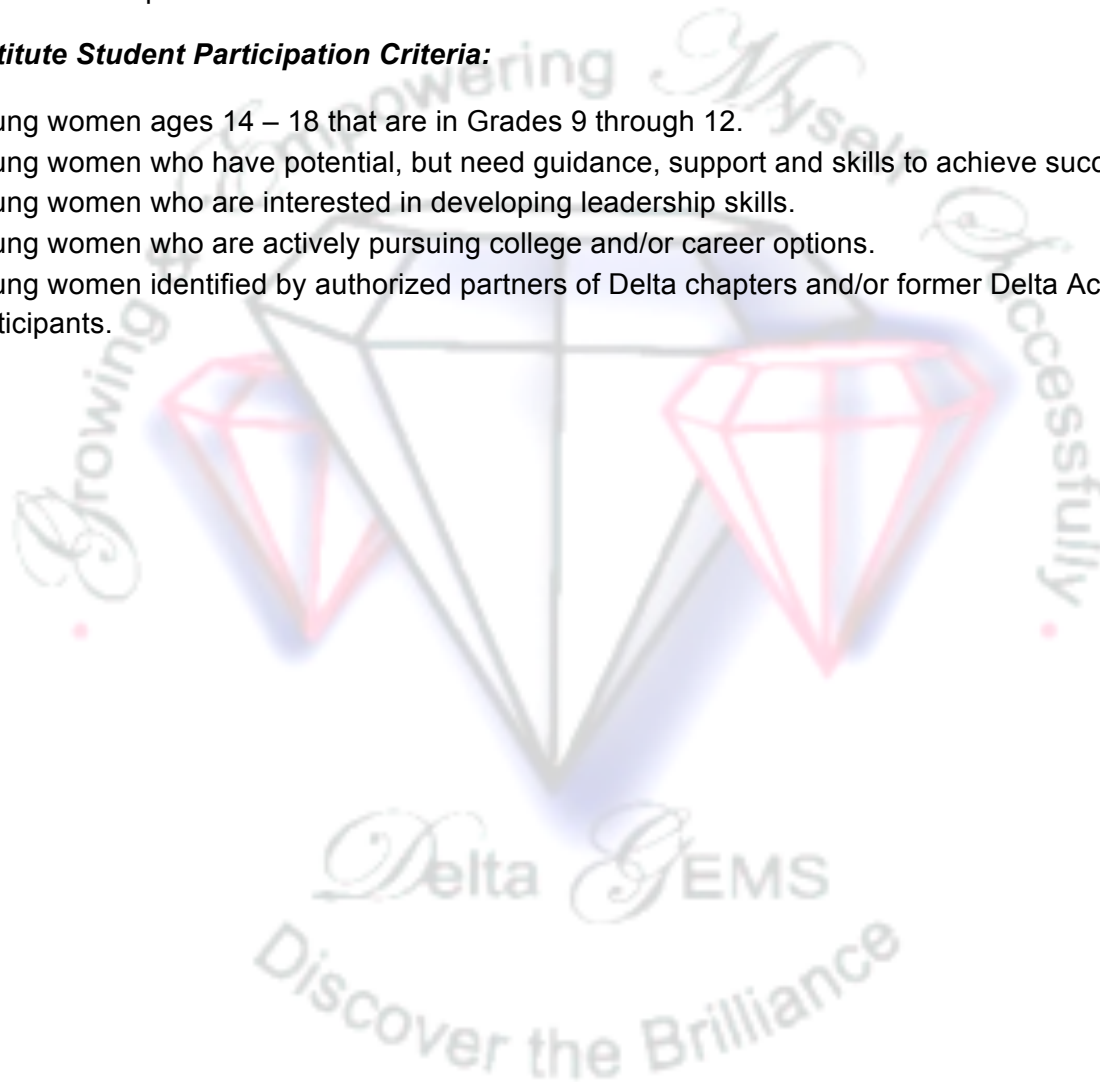 titute Student Participation Criteria:
ung women ages 14 – 18 that are in Grades 9 through 12.
ung women who have potential, but need guidance, support and skills to achieve succ
ung women who are interested in developing leadership skills.
ung women who are actively pursuing college and/or career options.
ung women identified by authorized partners of Delta chapters and/or former Delta Ac
ticipants.
Growing & Empowering Myself Successfully
Delta GEMS
Discover the Brilliance